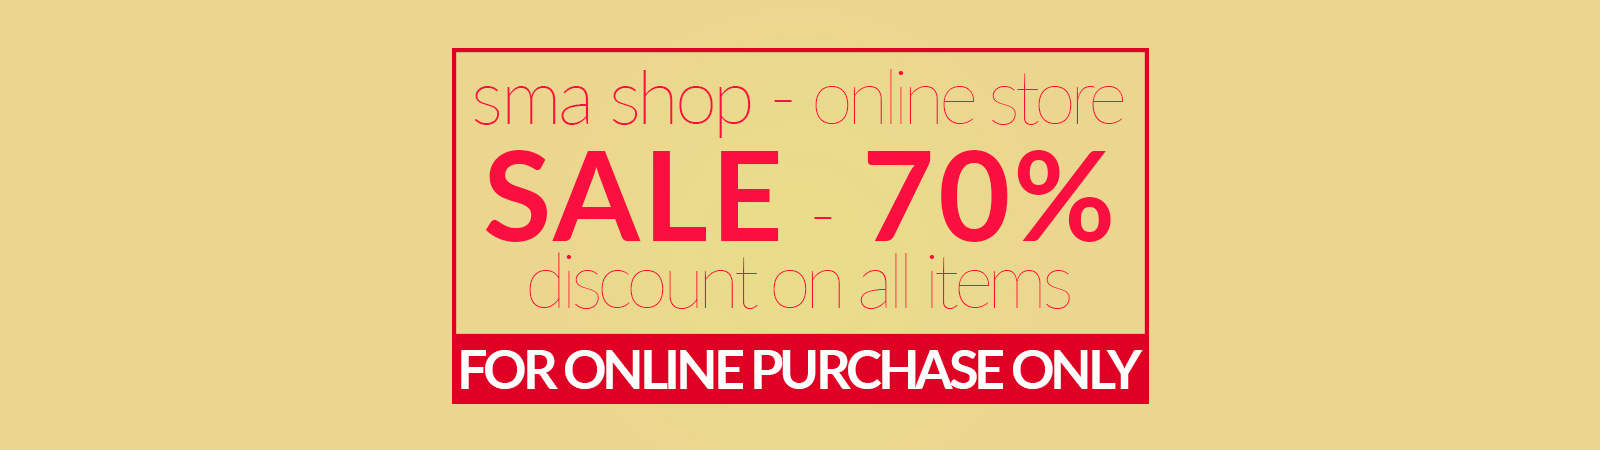 sma shop - online store
SALE - 70%
discount on all items
FOR ONLINE PURCHASE ONLY